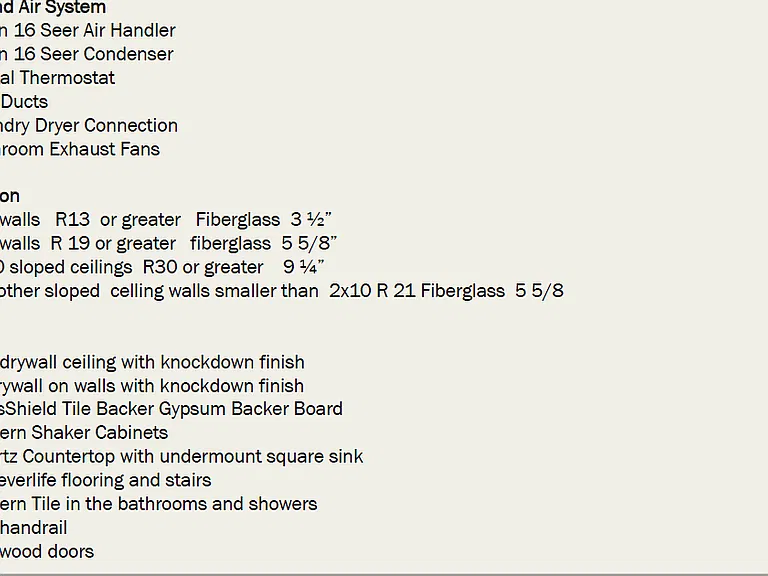 nd Air System
n 16 Seer Air Handler
n 16 Seer Condenser
al Thermostat
Ducts
ndry Dryer Connection
hroom Exhaust Fans
on
walls R13 or greater Fiberglass 3 ½”
walls R 19 or greater fiberglass 5 5/8”
0 sloped ceilings R30 or greater 9 ¼”
other sloped celling walls smaller than 2x10 R 21 Fiberglass 5 5/8
drywall ceiling with knockdown finish
rywall on walls with knockdown finish
sShield Tile Backer Gypsum Backer Board
ern Shaker Cabinets
rtz Countertop with undermount square sink
everlife flooring and stairs
ern Tile in the bathrooms and showers
handrail
wood doors